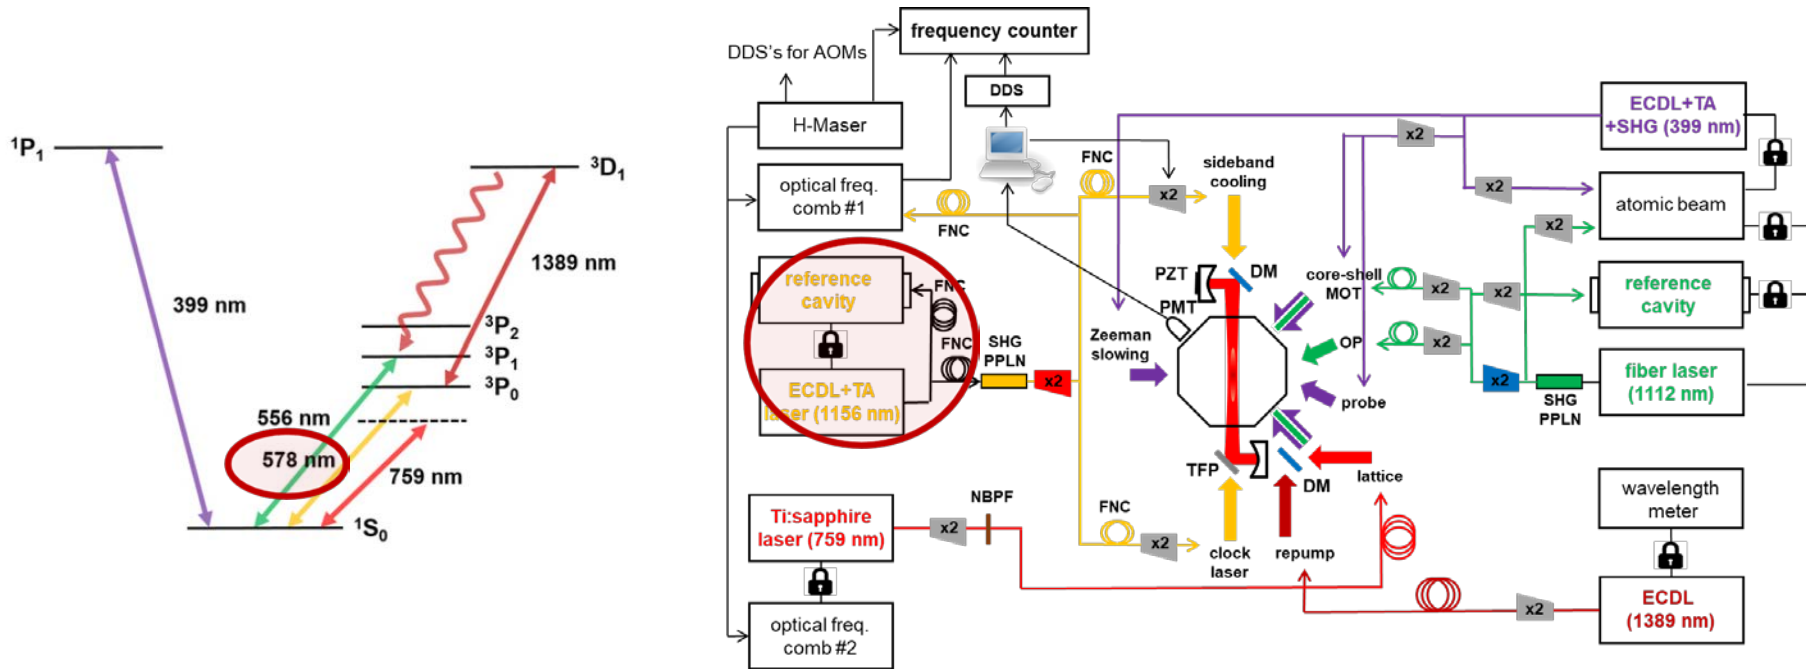 ¹P₁
³D₁
1389 nm
399 nm
³P₂
³P₁
³P₀
556 nm
578 nm
759 nm
¹S₀
frequency counter
DDS's for AOMs
DDS
H-Maser
optical freq.
comb #1
FNC
FNC
x2
sideband
cooling
reference
cavity
FNC
FNC
ECDL+TA
laser (1156 nm)
SHG
PPLN
x2
PZT
DM
PMT
Zeeman
slowing
core-shell
MOT
OP
probe
TFP
DM
lattice
clock
laser
repump
FNC
x2
Ti:sapphire
laser (759 nm)
x2
NBPF
optical freq.
comb #2
ECDL+TA
+SHG (399 nm)
x2
x2
atomic beam
x2
x2
x2
reference
cavity
x2
x2
SHG
PPLN
fiber laser
(1112 nm)
wavelength
meter
x2
ECDL
(1389 nm)